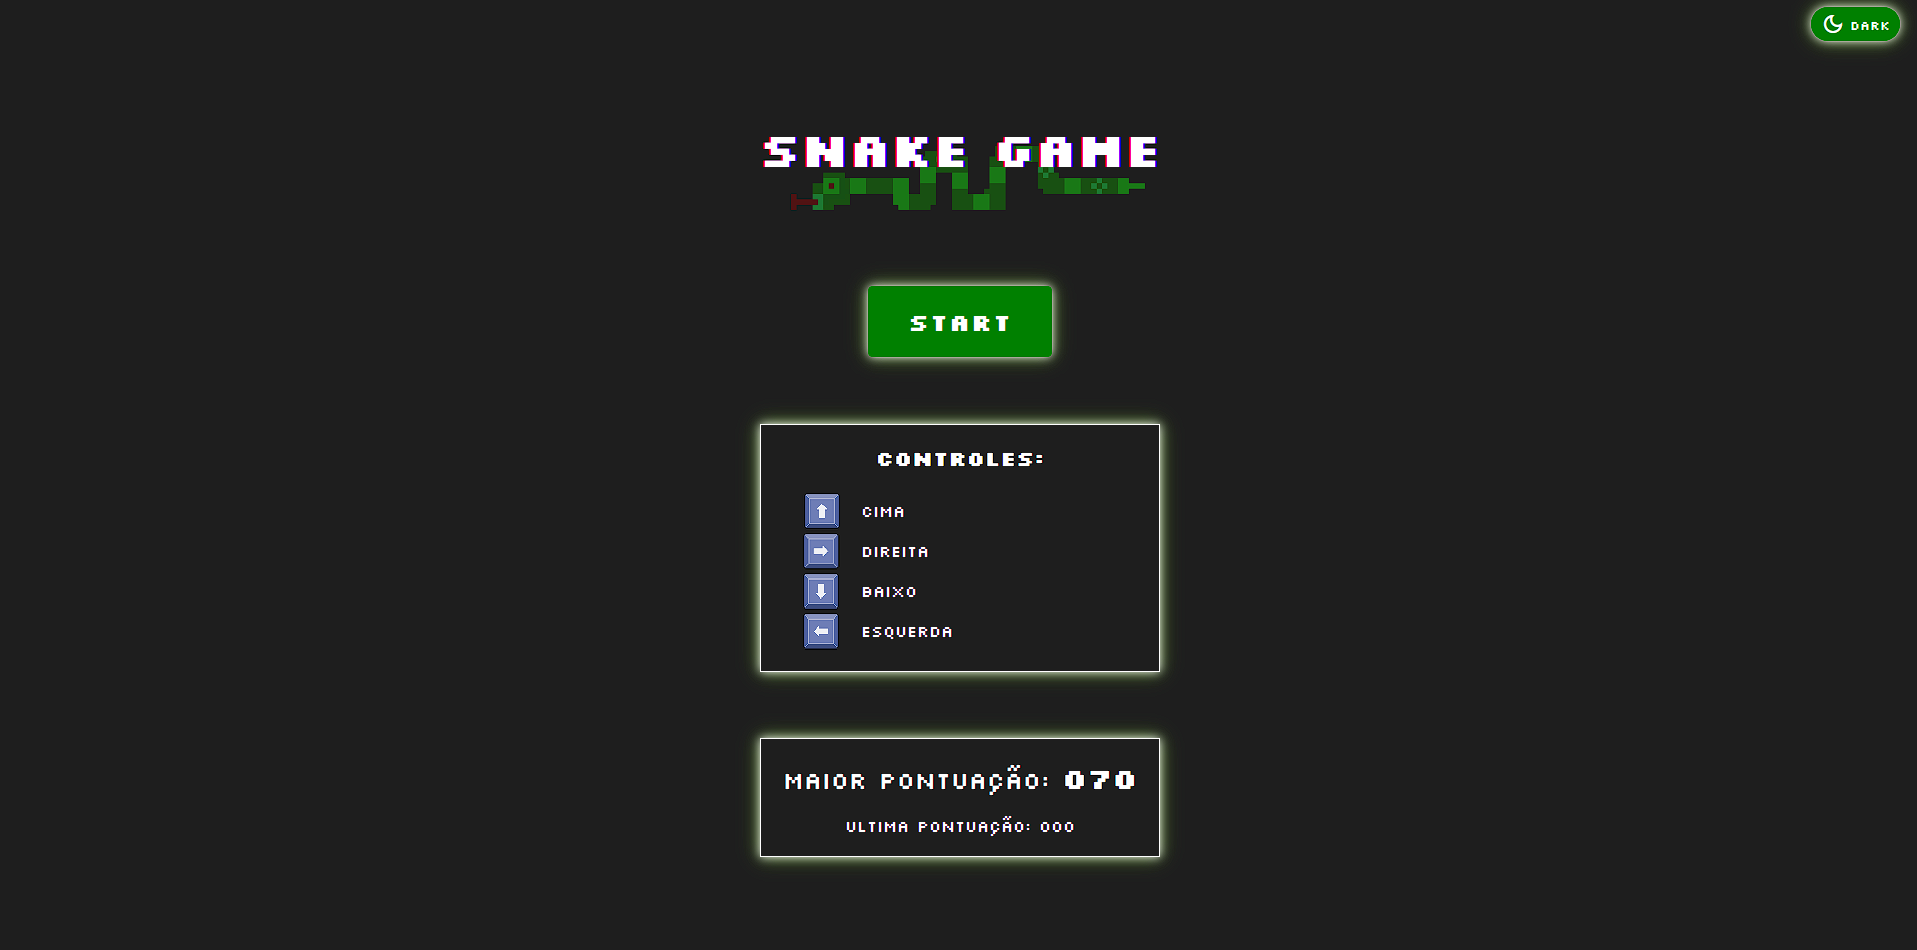 DARK
SNAKE GAME
START
CONTROLES:
CIMA
DIREITA
BAIXO
ESQUERDA
MAIOR PONTUAÇÃO: 070
ULTIMA PONTUAÇÃO: 000